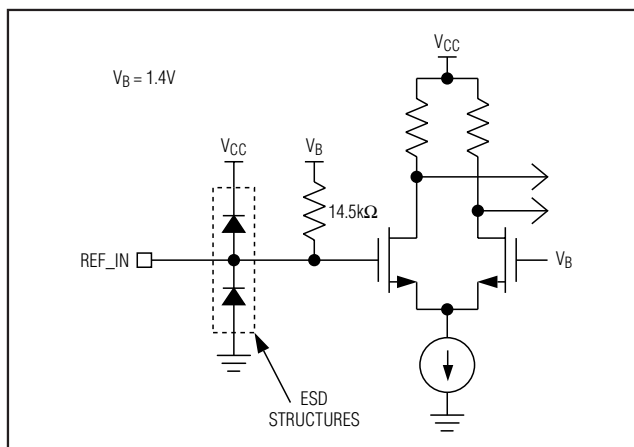 V_CC
V_B = 1.4V
V_CC
V_B
14.5kΩ
REF_IN
V_B
ESD
STRUCTURES